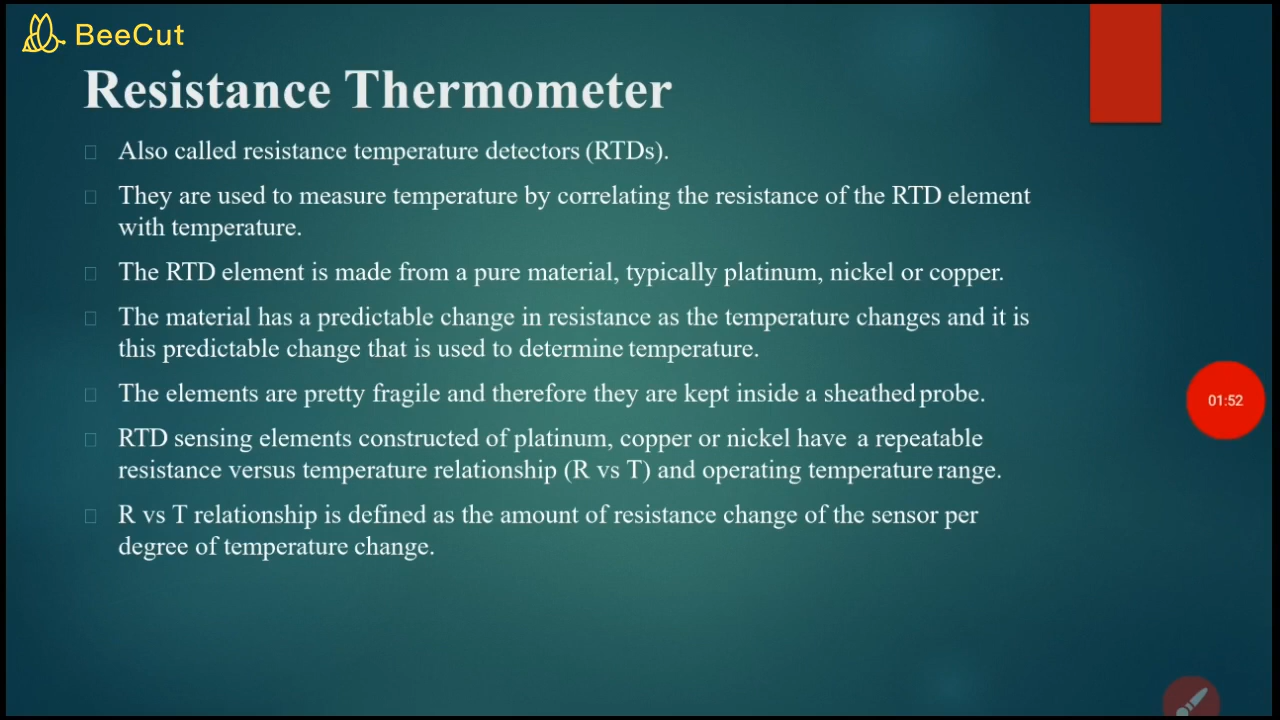 BeeCut
Resistance Thermometer
Also called resistance temperature detectors (RTDs).
They are used to measure temperature by correlating the resistance of the RTD element
with temperature.
The RTD element is made from a pure material, typically platinum, nickel or copper.
The material has a predictable change in resistance as the temperature changes and it is
this predictable change that is used to determine temperature.
The elements are pretty fragile and therefore they are kept inside a sheathed probe.
01:52
RTD sensing elements constructed of platinum, copper or nickel have a repeatable
resistance versus temperature relationship (R vs T) and operating temperature range.
R vs T relationship is defined as the amount of resistance change of the sensor per
degree of temperature change.